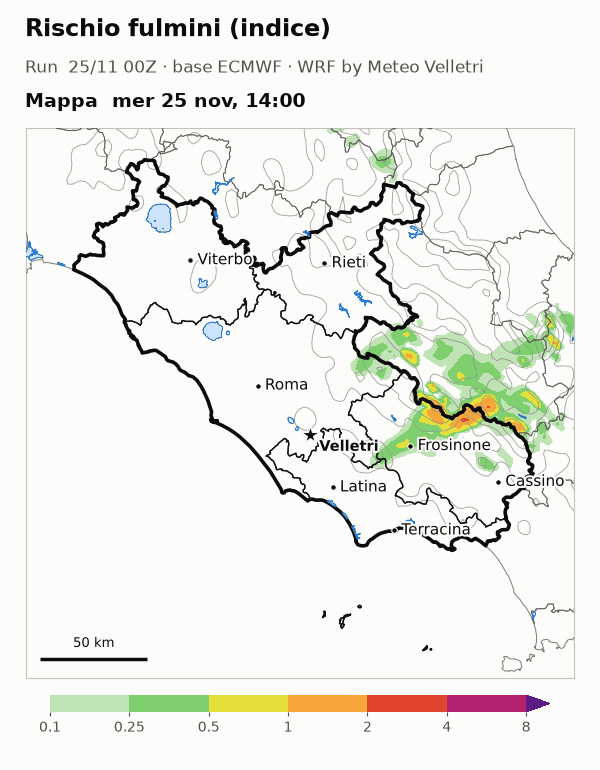 Rischio fulmini (indice)
Run  25/11 00Z · base ECMWF · WRF by Meteo Velletri
Mappa  mer 25 nov, 14:00
Viterbo
Rieti
Roma
Velletri
Frosinone
Latina
Cassino
Terracina
50 km
0.1 0.25 0.5 1 2 4 8